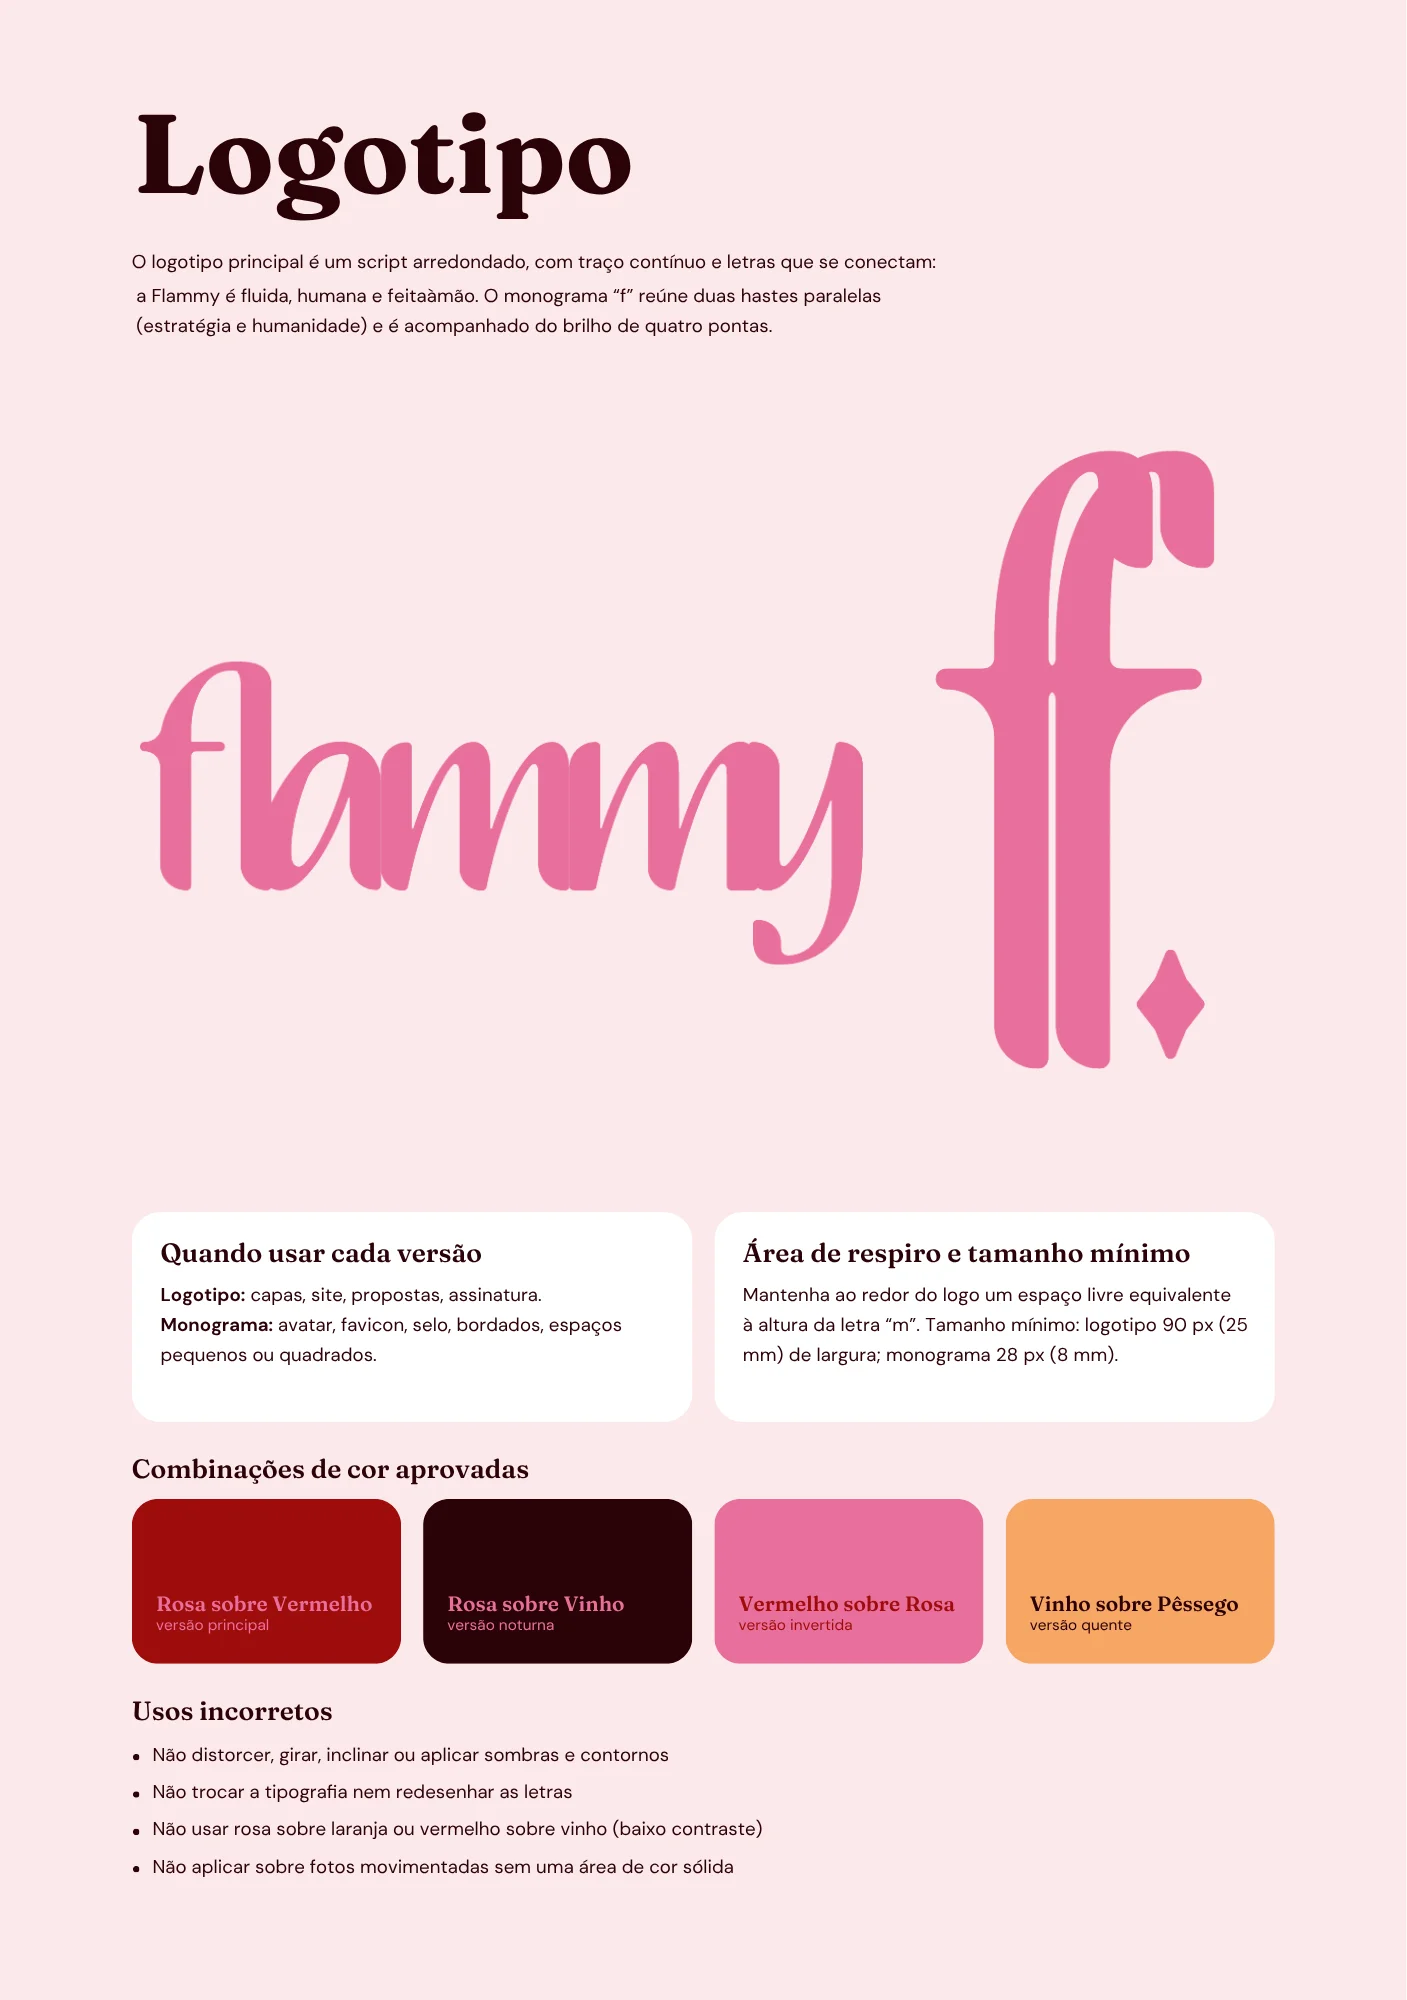 Logotipo
O logotipo principal é um script arredondado, com traço contínuo e letras que se conectam:
a Flammy é fluida, humana e feitaàmão. O monograma “f” reúne duas hastes paralelas
(estratégia e humanidade) e é acompanhado do brilho de quatro pontas.
flammy
f
Quando usar cada versão
Logotipo: capas, site, propostas, assinatura.
Monograma: avatar, favicon, selo, bordados, espaços
pequenos ou quadrados.
Área de respiro e tamanho mínimo
Mantenha ao redor do logo um espaço livre equivalente
à altura da letra “m”. Tamanho mínimo: logotipo 90 px (25
mm) de largura; monograma 28 px (8 mm).
Combinações de cor aprovadas
Rosa sobre Vermelho
versão principal
Rosa sobre Vinho
versão noturna
Vermelho sobre Rosa
versão invertida
Vinho sobre Pêssego
versão quente
Usos incorretos
• Não distorcer, girar, inclinar ou aplicar sombras e contornos
• Não trocar a tipografia nem redesenhar as letras
• Não usar rosa sobre laranja ou vermelho sobre vinho (baixo contraste)
• Não aplicar sobre fotos movimentadas sem uma área de cor sólida